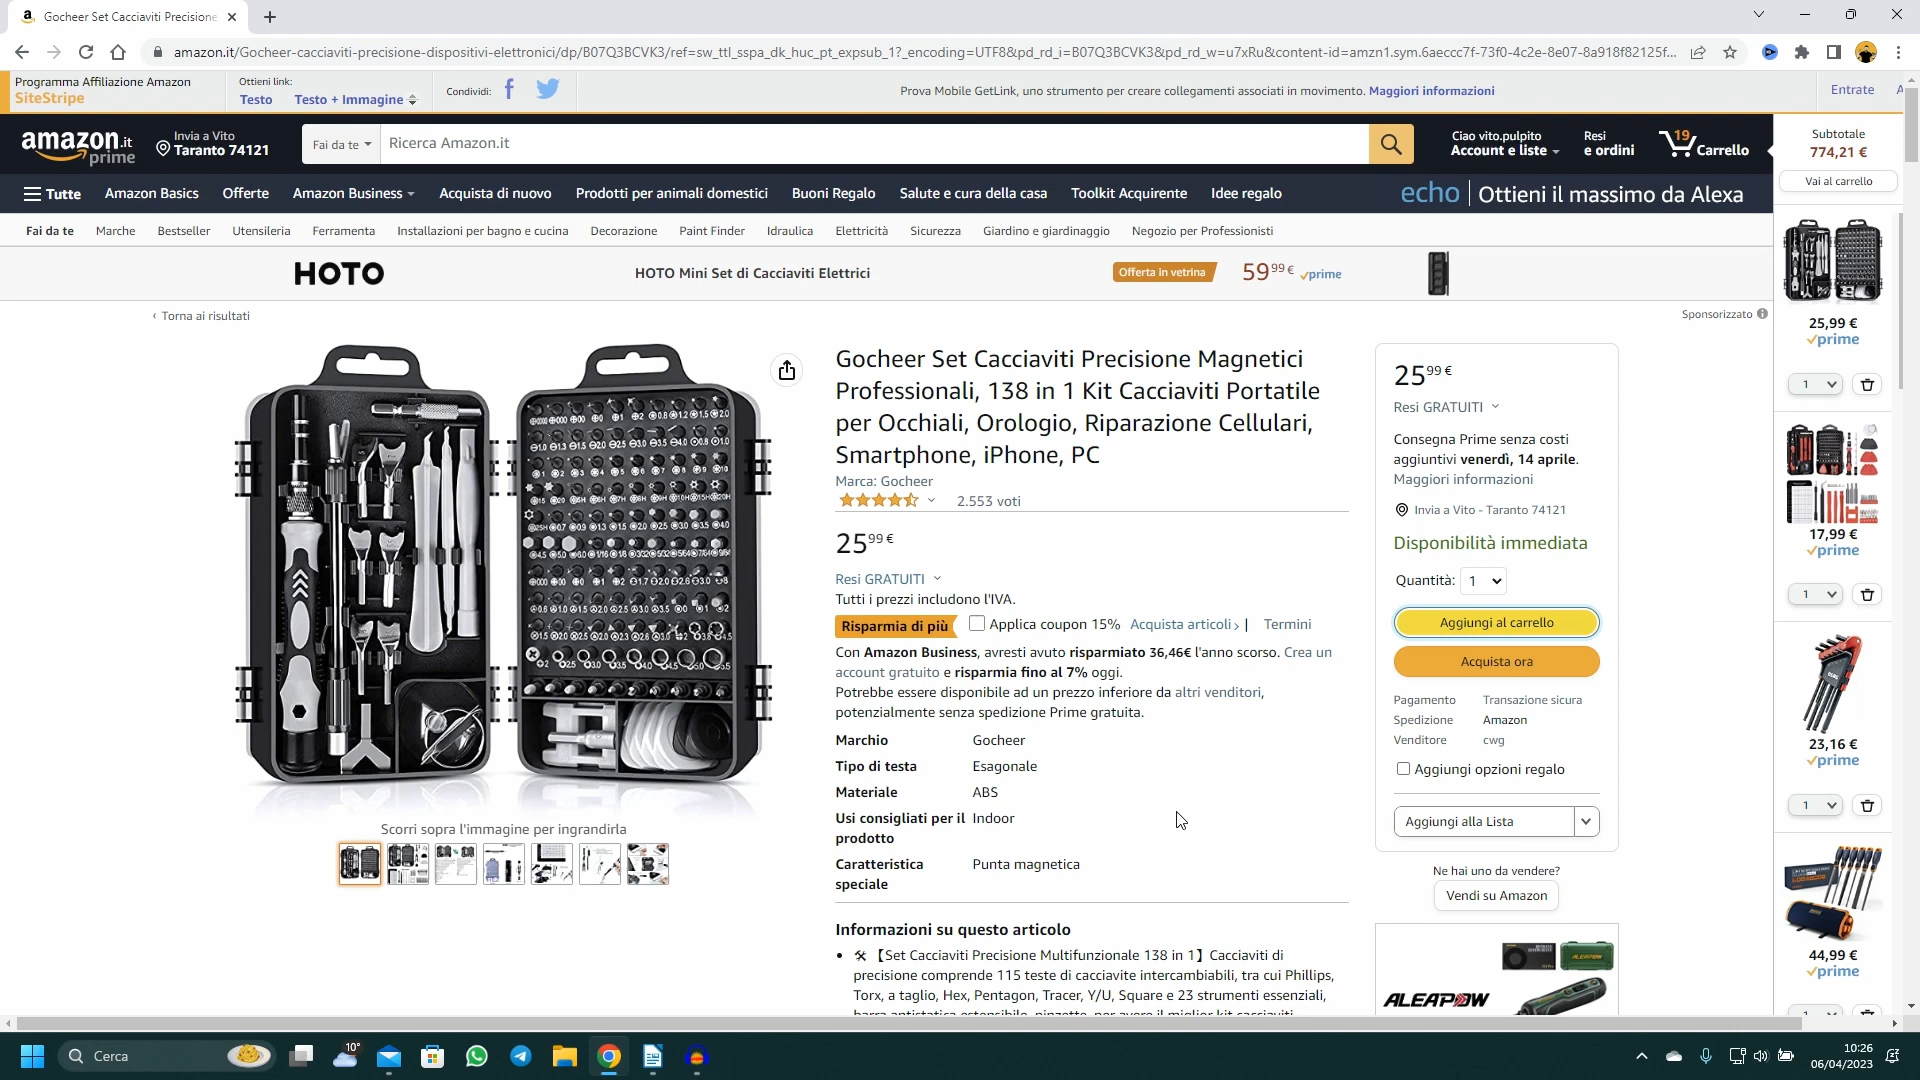 Gocheer Set Cacciaviti Precisione
amazon.it/Gocheer-cacciaviti-precisione-dispositivi-elettronici/dp/B07Q3BCVK3/ref=sw_ttl_sspa_dk_huc_pt_expsub_1?_encoding=UTF8&pd_rd_i=B07Q3BCVK3&pd_rd_w=u7xRu&content-id=amzn1.sym.6aeccc7f-73f0-4c2e-8e07-8a918f82125f...
Programma Affiliazione Amazon
SiteStripe
Ottieni link:
Testo Testo + Immagine
Condividi:
Prova Mobile GetLink, uno strumento per creare collegamenti associati in movimento. Maggiori informazioni
Entrate
amazon.it
prime
Invia a Vito
Taranto 74121
Fai da te
Ricerca Amazon.it
Ciao vito.pulpito
Account e liste
Resi
e ordini
19
Carrello
Subtotale
774,21 €
Vai al carrello
Tutte Amazon Basics Offerte Amazon Business Acquista di nuovo Prodotti per animali domestici Buoni Regalo Salute e cura della casa Toolkit Acquirente Idee regalo
echo | Ottieni il massimo da Alexa
Fai da te Marche Bestseller Utensileria Ferramenta Installazioni per bagno e cucina Decorazione Paint Finder Idraulica Elettricità Sicurezza Giardino e giardinaggio Negozio per Professionisti
HOTO
HOTO Mini Set di Cacciaviti Elettrici
Offerta in vetrina
59,99€ prime
‹ Torna ai risultati
Sponsorizzato
Gocheer Set Cacciaviti Precisione Magnetici
Professionali, 138 in 1 Kit Cacciaviti Portatile
per Occhiali, Orologio, Riparazione Cellulari,
Smartphone, iPhone, PC
Marca: Gocheer
2.553 voti
25 99 €
Resi GRATUITI
Tutti i prezzi includono l'IVA.
Risparmia di più Applica coupon 15% Acquista articoli › | Termini
Con Amazon Business, avresti avuto risparmiato 36,46€ l'anno scorso. Crea un
account gratuito e risparmia fino al 7% oggi.
Potrebbe essere disponibile ad un prezzo inferiore da altri venditori,
potenzialmente senza spedizione Prime gratuita.
Marchio Gocheer
Tipo di testa Esagonale
Materiale ABS
Usi consigliati per il prodotto Indoor
Caratteristica speciale Punta magnetica
Informazioni su questo articolo
• 🛠 【Set Cacciaviti Precisione Multifunzionale 138 in 1】Cacciaviti di
precisione comprende 115 teste di cacciavite intercambiabili, tra cui Phillips,
Torx, a taglio, Hex, Pentagon, Tracer, Y/U, Square e 23 strumenti essenziali,
barra antistatica estensibile, pinzette, per avere il miglior kit cacciaviti
Scorri sopra l'immagine per ingrandirla
25 99 €
Resi GRATUITI
Consegna Prime senza costi
aggiuntivi venerdì, 14 aprile.
Maggiori informazioni
Invia a Vito - Taranto 74121
Disponibilità immediata
Quantità: 1
Aggiungi al carrello
Acquista ora
Pagamento Transazione sicura
Spedizione Amazon
Venditore cwg
Aggiungi opzioni regalo
Aggiungi alla Lista
Ne hai uno da vendere?
Vendi su Amazon
ALEAPOW
25,99 €
prime
1
17,99 €
prime
1
23,16 €
prime
1
44,99 €
prime
1
Cerca
10°
10:26
06/04/2023